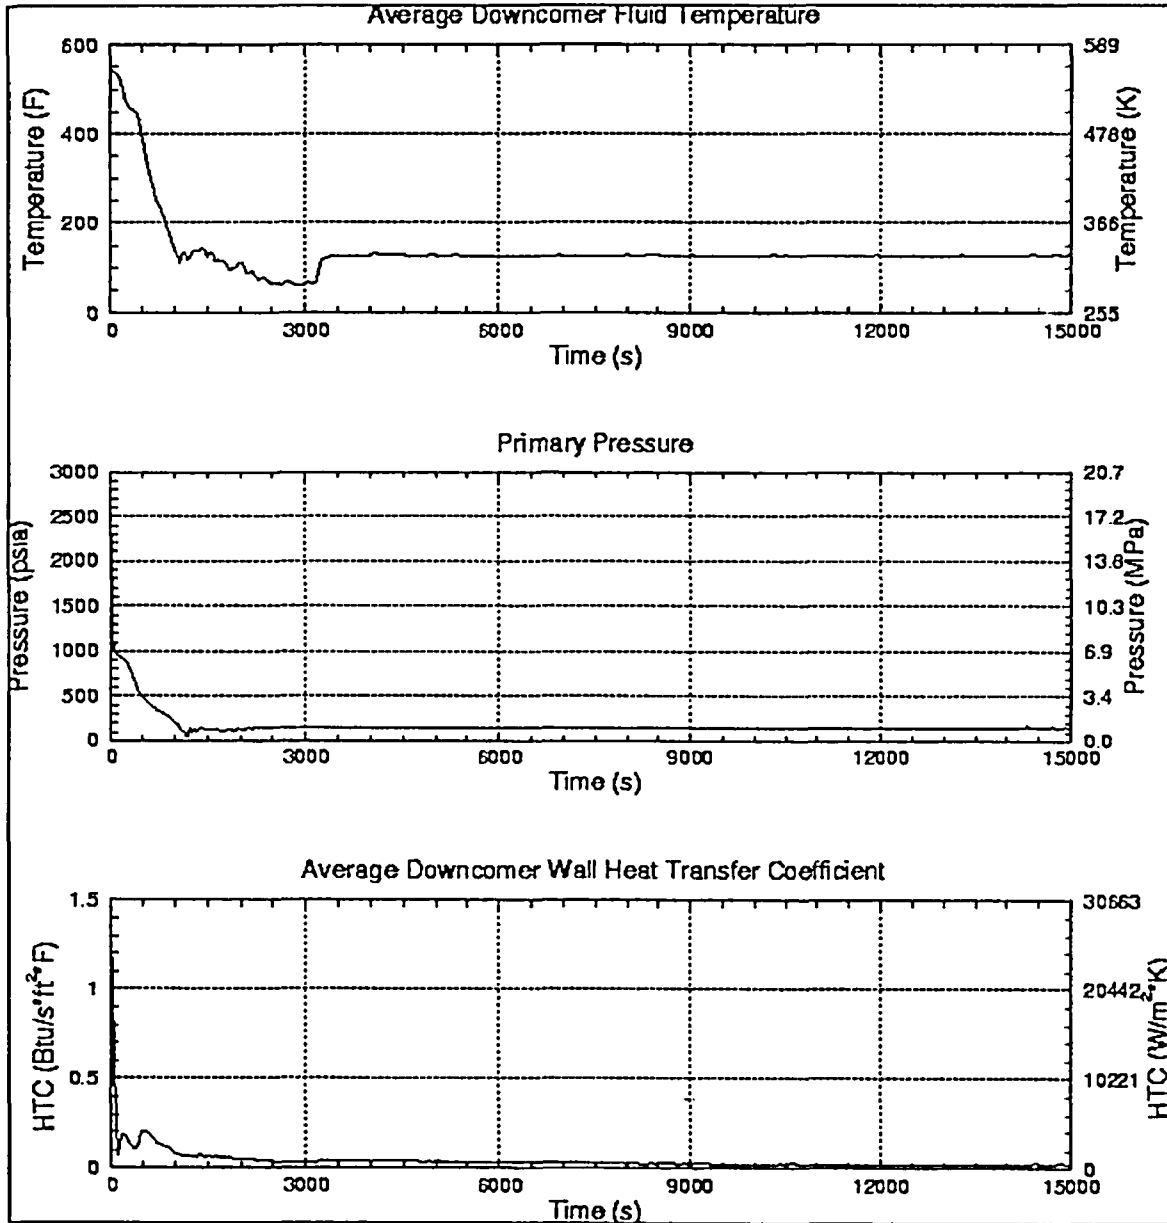 Average Downcomer Fluid Temperature
600
400
200
0
Temperature (F)
589
478
366
255
Temperature (K)
0 3000 6000 9000 12000 15000
Time (s)
Primary Pressure
3000
2500
2000
1500
1000
500
0
Pressure (psia)
20.7
17.2
13.8
10.3
6.9
3.4
0.0
Pressure (MPa)
0 3000 6000 9000 12000 15000
Time (s)
Average Downcomer Wall Heat Transfer Coefficient
1.5
1
0.5
0
HTC (Btu/s*ft²*F)
30663
20442
10221
0
HTC (W/m²*K)
0 3000 6000 9000 12000 15000
Time (s)